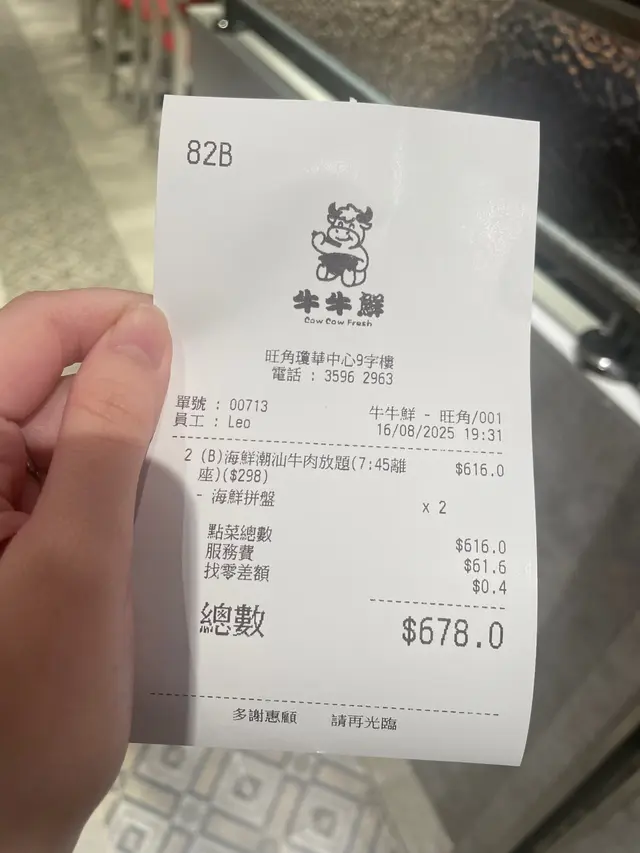 82B
牛牛鮮
Cow Cow Fresh
旺角瓊華中心9字樓
電話 : 3596 2963
單號 : 00713
牛牛鮮 - 旺角/001
員工 : Leo
16/08/2025 19:31
2 (B)海鮮潮汕牛肉放題(7:45離 $616.0
座)($298)
- 海鮮拼盤 x 2
點菜總數 $616.0
服務費 $61.6
找零差額 $0.4
總數 $678.0
多謝惠顧 請再光臨